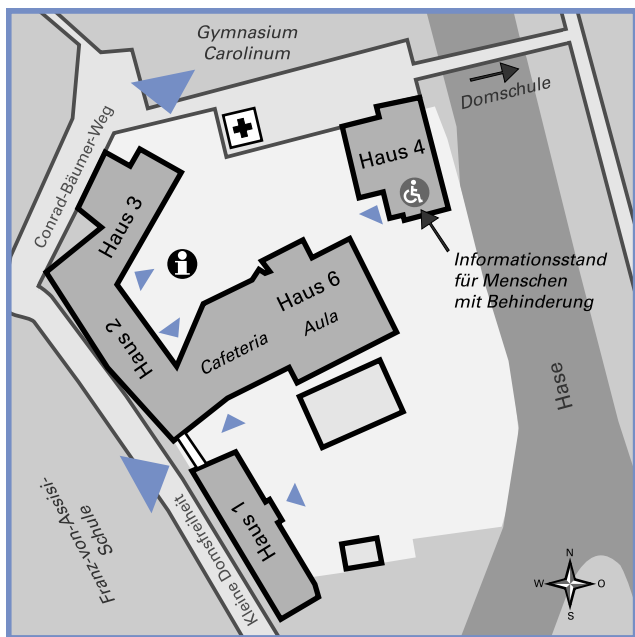 Gymnasium
Carolinum
Domschule
Conrad-Bäumer-Weg
Haus 4
Haus 3
Informationsstand
für Menschen
mit Behinderung
Haus 6
Aula
Cafeteria
Haus 2
Hase
Franz-von-Assisi-
Schule
Kleine Domsfreiheit
Haus 1
N
W
O
S